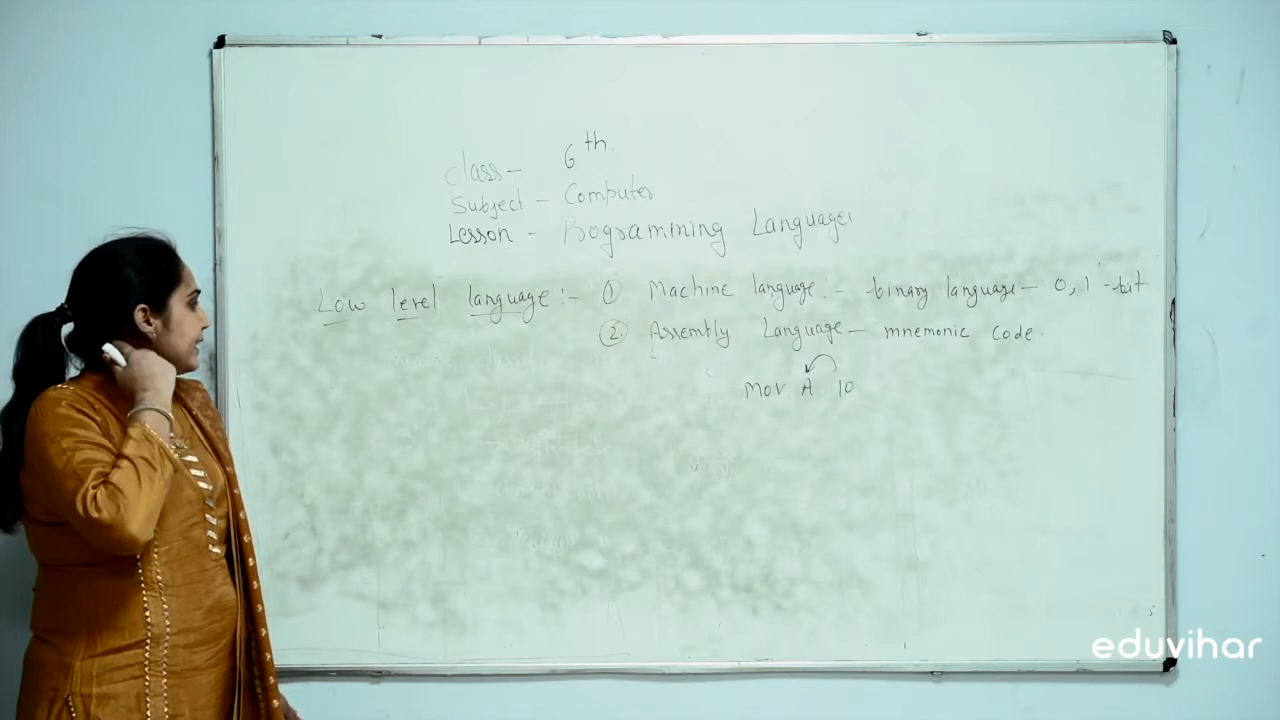 Class - 6th.
Subject - Computer
Lesson - Programming Languages
Low level language :- ① Machine language :- binary language - 0, 1 - bit
② Assembly Language - mnemonic code.
Mov A 10
eduvihar